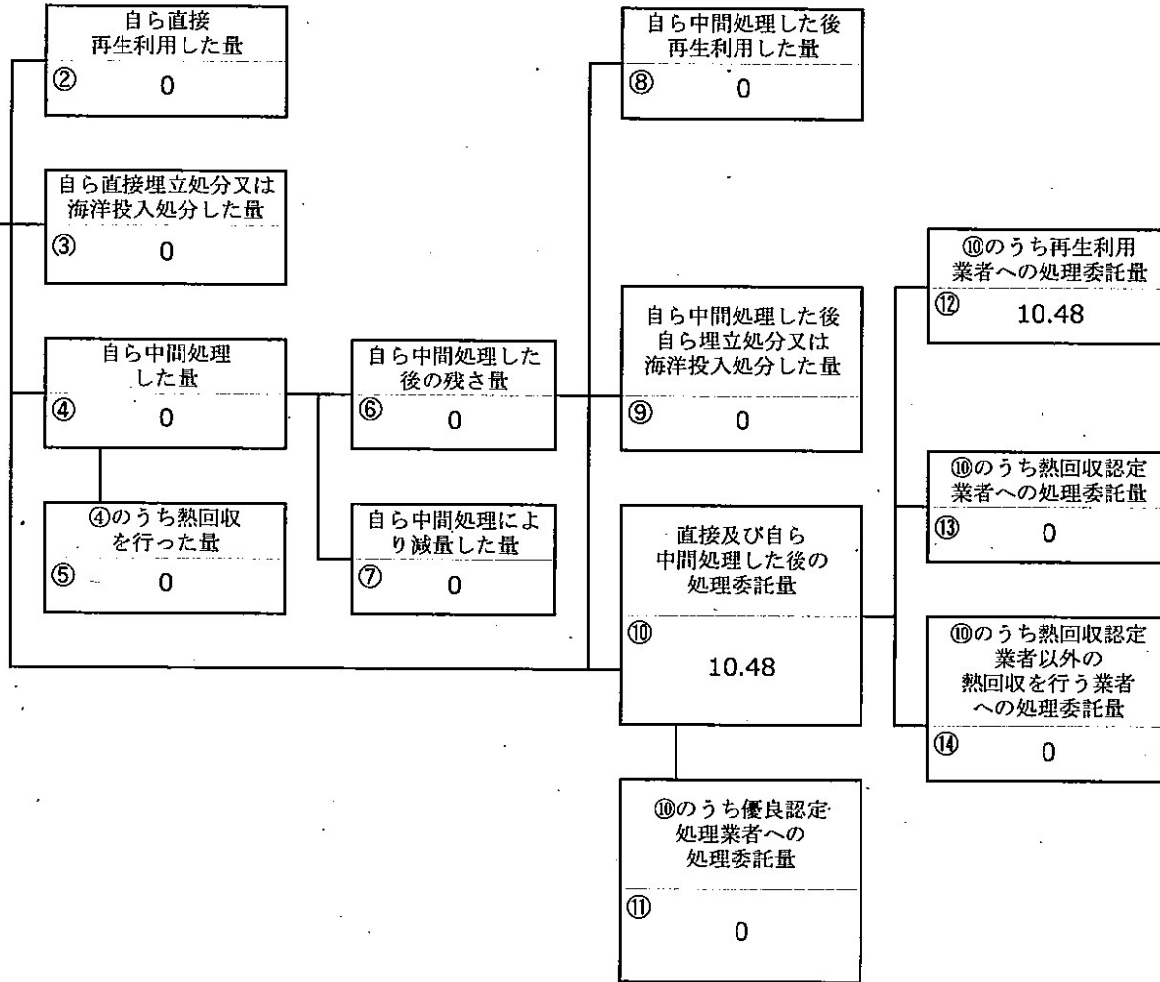 自ら直接
再生利用した量
② 0
自ら直接埋立処分又は
海洋投入処分した量
③ 0
自ら中間処理
した量
④ 0
④のうち熱回収
を行った量
⑤ 0
自ら中間処理した
後の残さ量
⑥ 0
自ら中間処理によ
り減量した量
⑦ 0
自ら中間処理した後
再生利用した量
⑧ 0
自ら中間処理した後
自ら埋立処分又は
海洋投入処分した量
⑨ 0
直接及び自ら
中間処理した後の
処理委託量
⑩
10.48
⑩のうち優良認定
処理業者への
処理委託量
⑪
0
⑩のうち再生利用
業者への処理委託量
⑫ 10.48
⑩のうち熱回収認定
業者への処理委託量
⑬ 0
⑩のうち熱回収認定
業者以外の
熱回収を行う業者
への処理委託量
⑭ 0